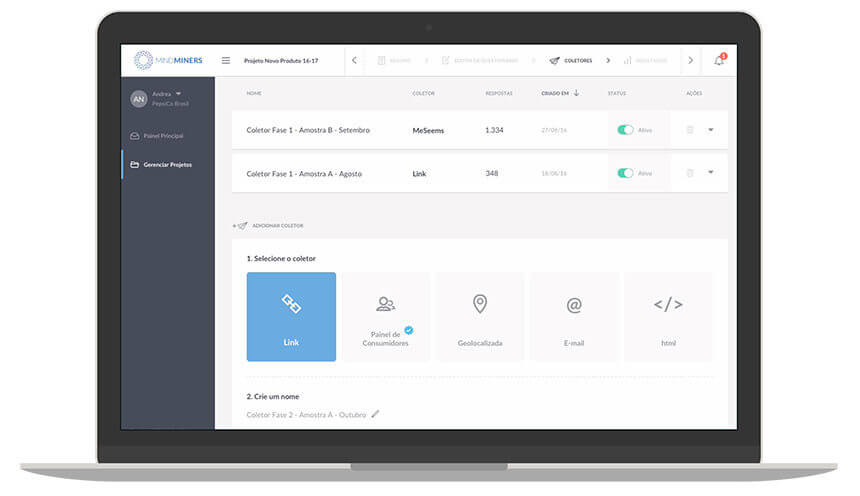 MINDMINERS
Projeto Novo Produto 16-17
RESUMO
EDITOR DE QUESTIONÁRIO
COLETORES
RESULTADOS
1
AN
Andrea
PepsiCo Brasil
Painel Principal
Gerenciar Projetos
NOME COLETOR RESPOSTAS CRIADO EM STATUS AÇÕES
Coletor Fase 1 - Amostra B - Setembro MeSeems 1.334 27/09/16 Ativo
Coletor Fase 1 - Amostra A - Agosto Link 348 18/08/16 Ativo
+ ADICIONAR COLETOR
1. Selecione o coletor
Link
Painel de
Consumidores
Geolocalizada
@
E-mail
</>
html
2. Crie um nome
Coletor Fase 2 - Amostra A - Outubro